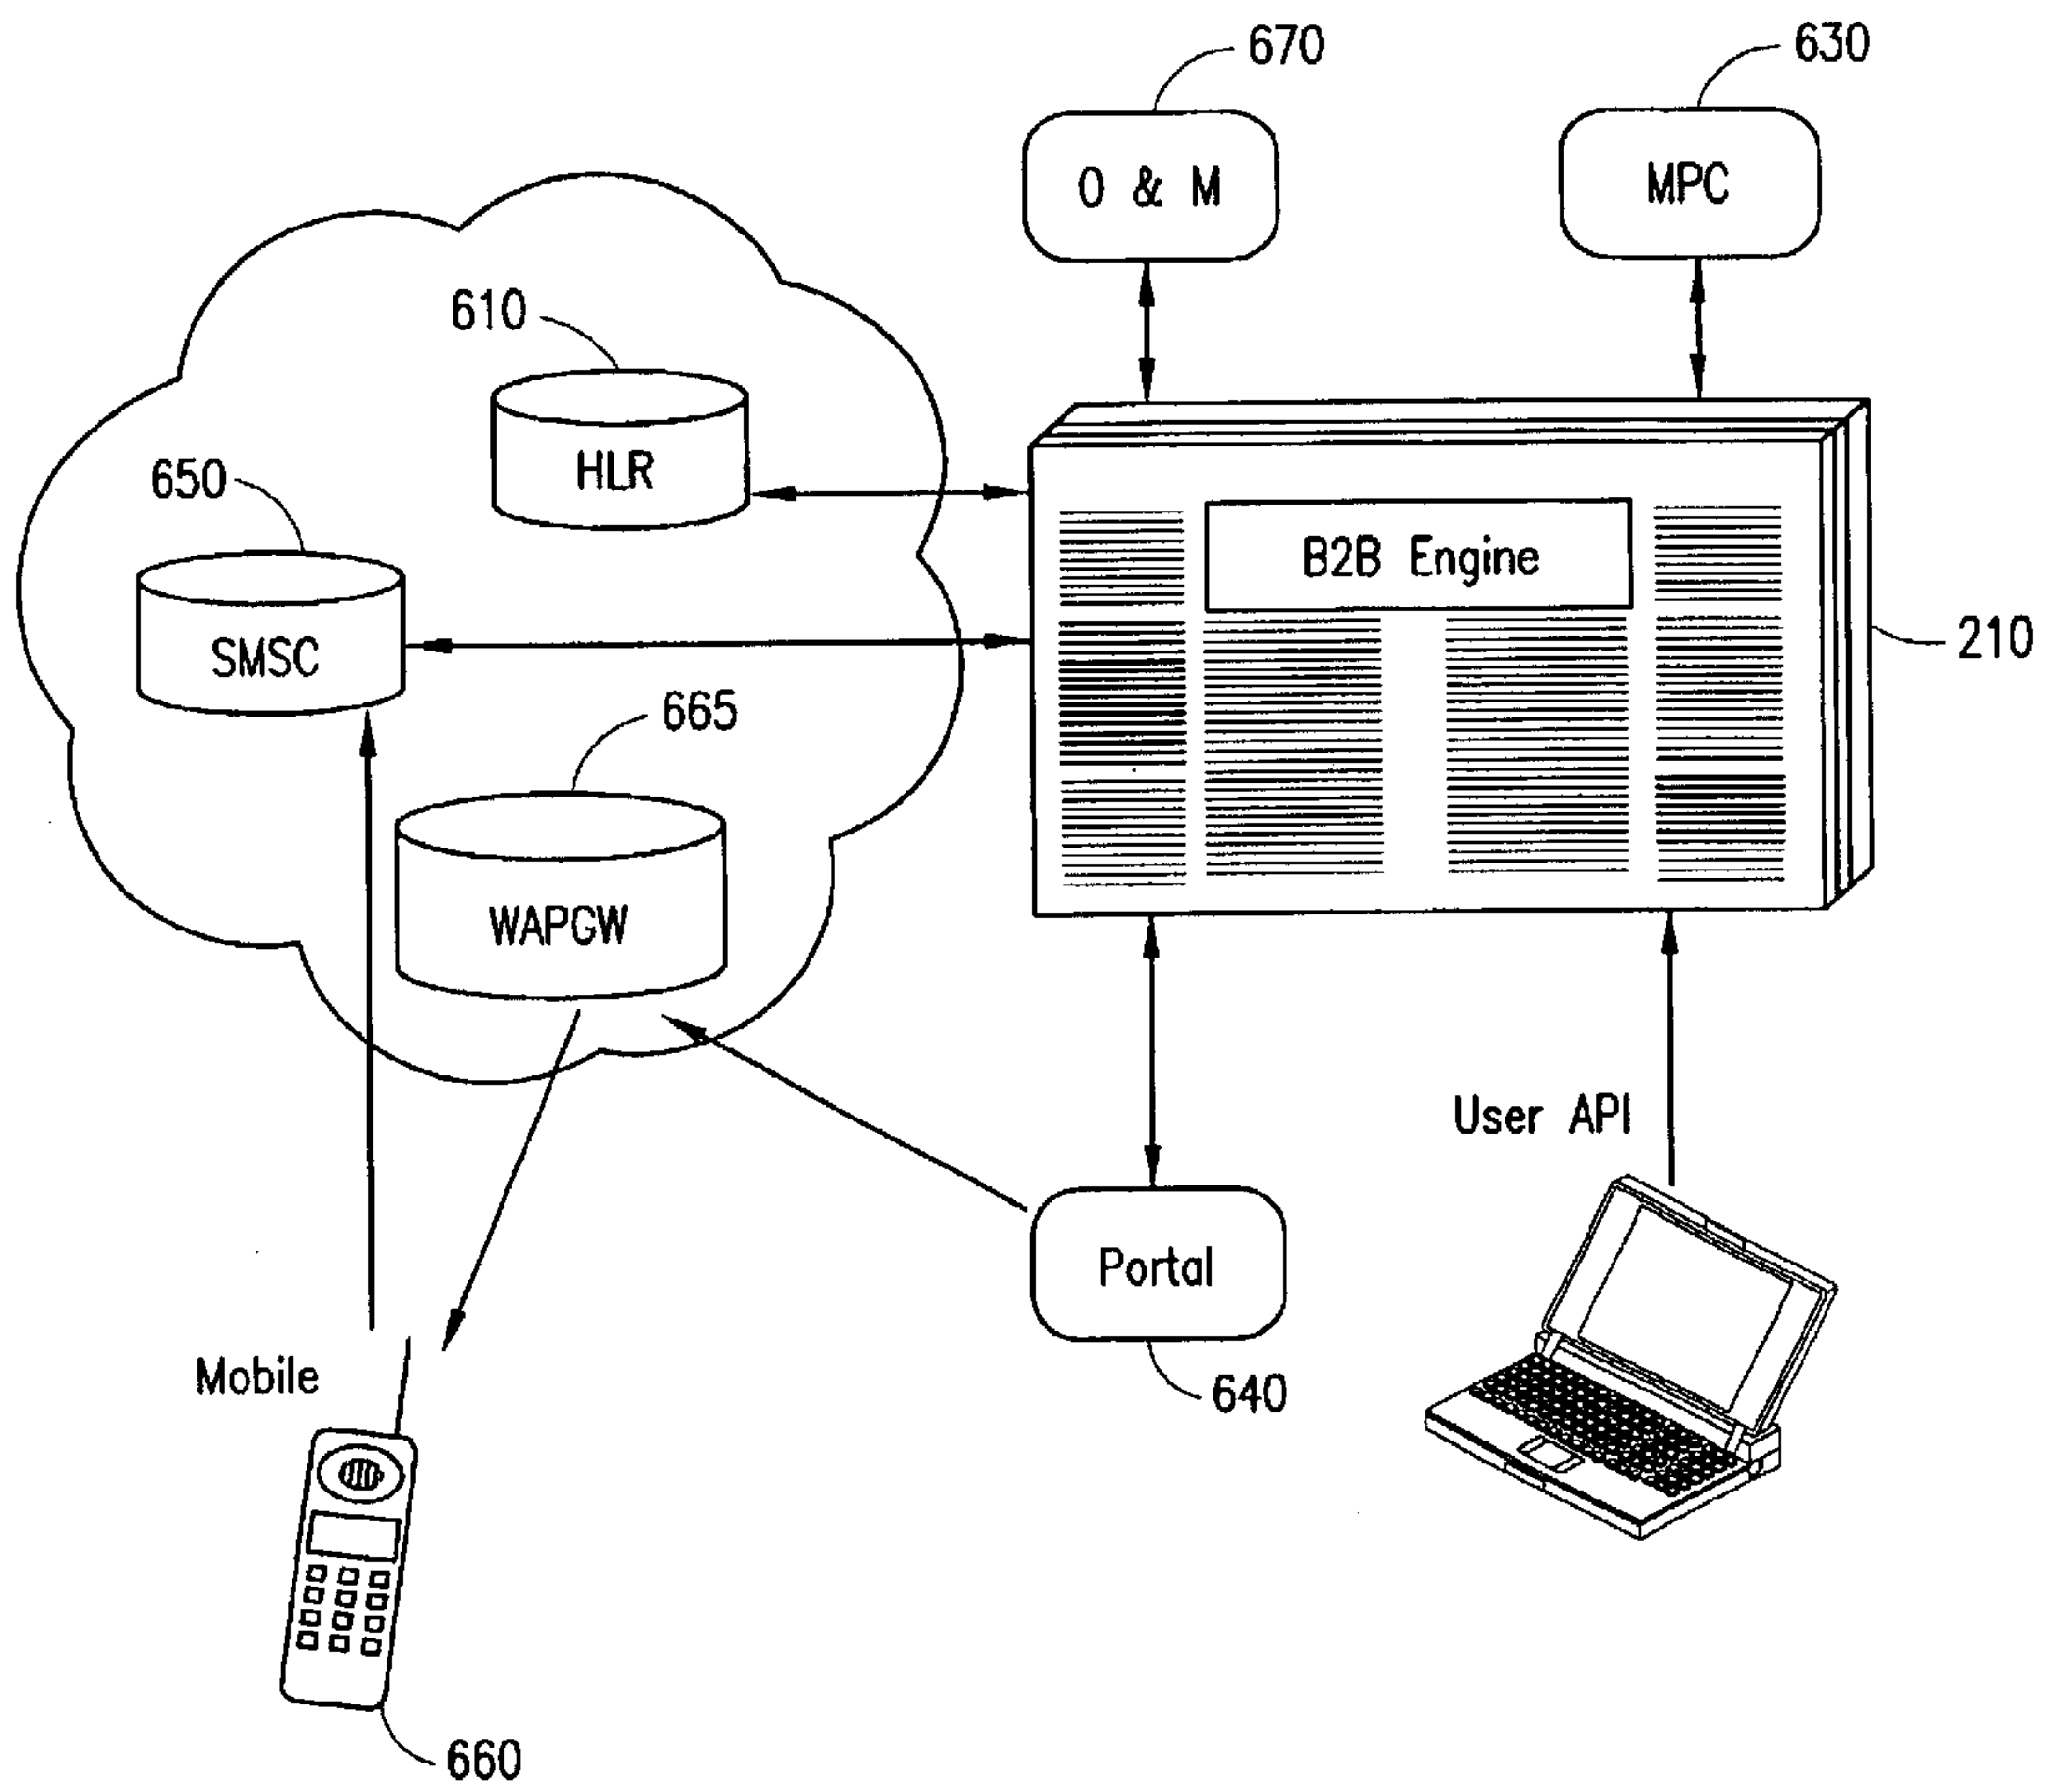 670
630
O & M
MPC
610
HLR
650
B2B Engine
SMSC
210
665
WAPGW
User API
Portal
Mobile
640
660